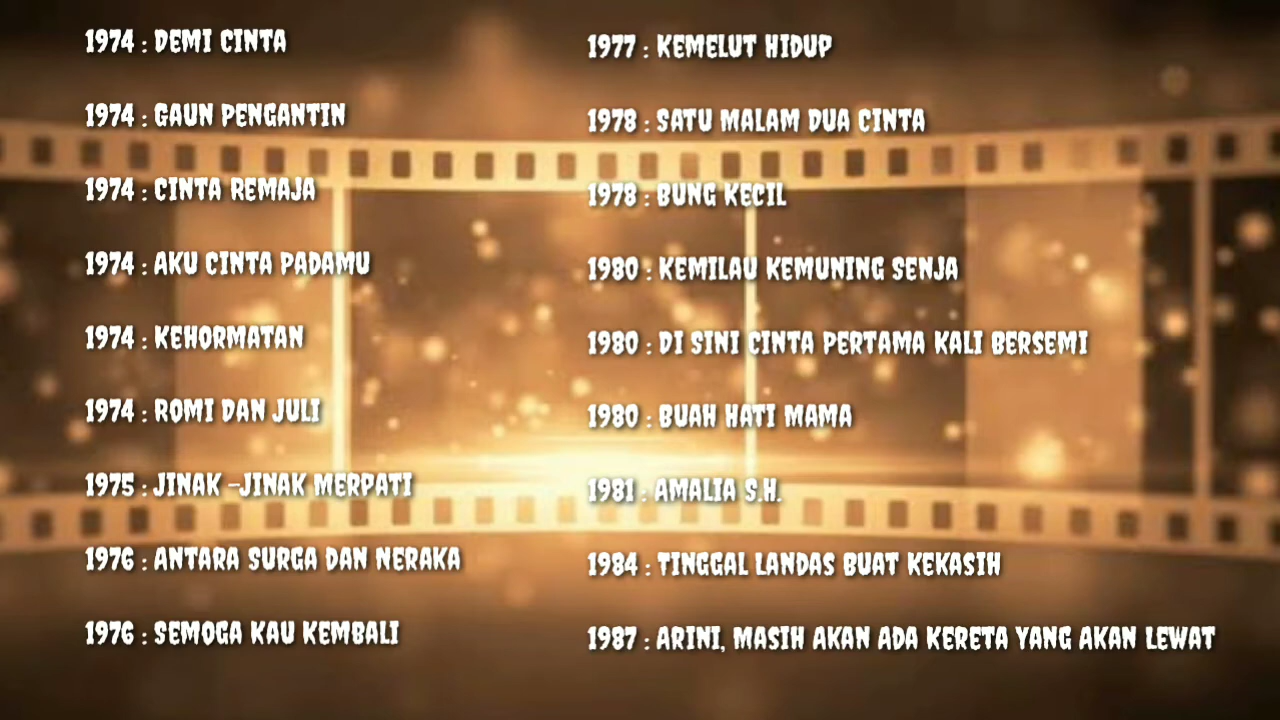 1974 : DEMI CINTA
1974 : GAUN PENGANTIN
1974 : CINTA REMAJA
1974 : AKU CINTA PADAMU
1974 : KEHORMATAN
1974 : ROMI DAN JULI
1975 : JINAK -JINAK MERPATI
1976 : ANTARA SURGA DAN NERAKA
1976 : SEMOGA KAU KEMBALI
1977 : KEMELUT HIDUP
1978 : SATU MALAM DUA CINTA
1978 : BUNG KECIL
1980 : KEMILAU KEMUNING SENJA
1980 : DI SINI CINTA PERTAMA KALI BERSEMI
1980 : BUAH HATI MAMA
1981 : AMALIA S.H.
1984 : TINGGAL LANDAS BUAT KEKASIH
1987 : ARINI, MASIH AKAN ADA KERETA YANG AKAN LEWAT